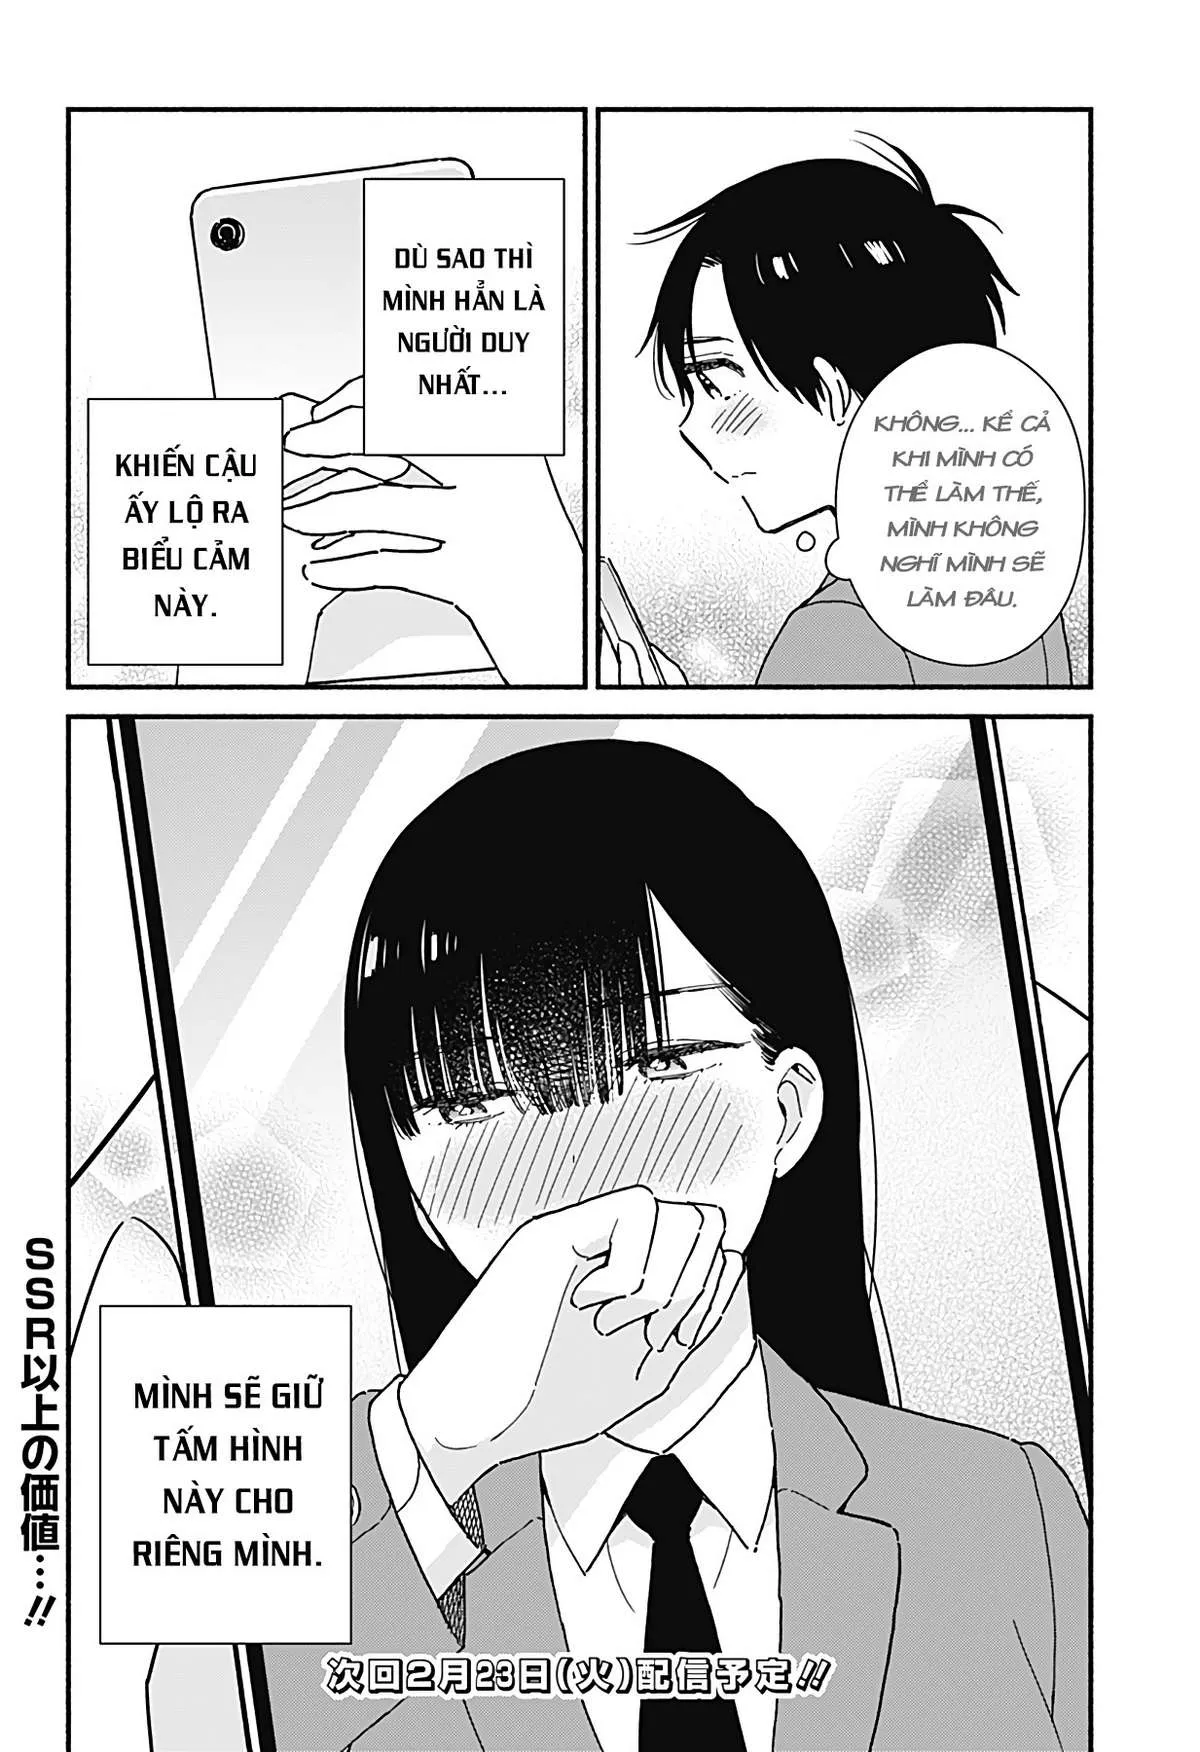 KHÔNG... KỂ CẢ
KHI MÌNH CÓ
THỂ LÀM THẾ,
MÌNH KHÔNG
NGHĨ MÌNH SẼ
LÀM ĐÂU.
DÙ SAO THÌ
MÌNH HẲN LÀ
NGƯỜI DUY
NHẤT...
KHIẾN CẬU
ẤY LỘ RA
BIỂU CẢM
NÀY.
MÌNH SẼ GIỮ
TẤM HÌNH
NÀY CHO
RIÊNG MÌNH.
SSR以上の価値…!!
次回2月23日(火)配信予定!!